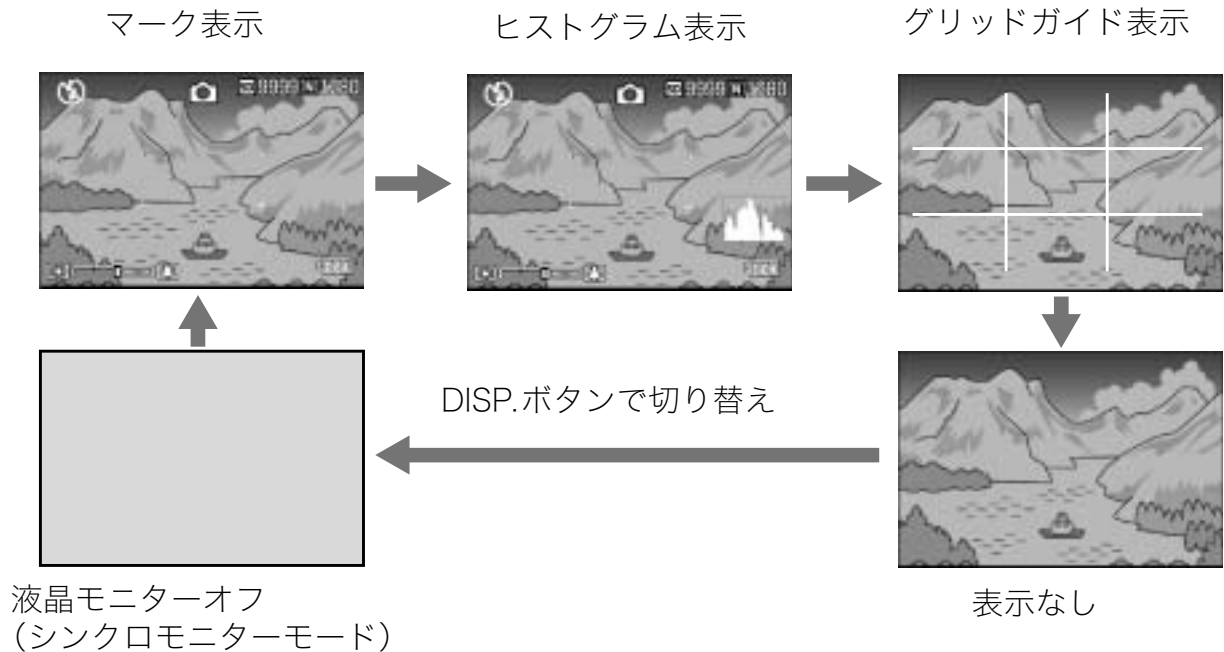 マーク表示
ヒストグラム表示
グリッドガイド表示
DISP.ボタンで切り替え
液晶モニターオフ
（シンクロモニターモード）
表示なし